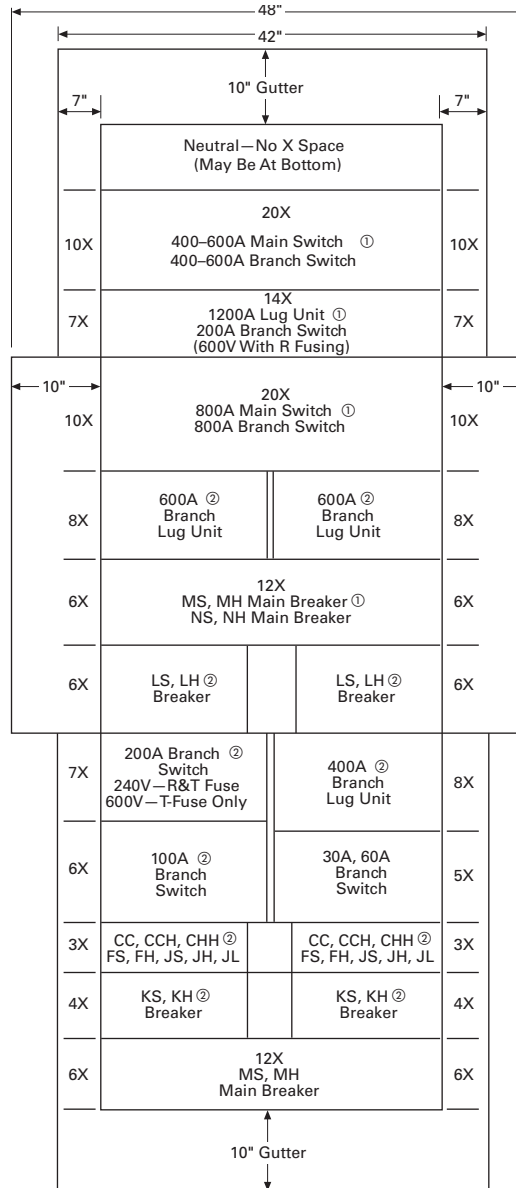 48"
42"
10" Gutter
7"
7"
Neutral—No X Space
(May Be At Bottom)
20X
10X
400–600A Main Switch ①
400–600A Branch Switch
10X
14X
7X
1200A Lug Unit ①
200A Branch Switch
(600V With R Fusing)
7X
10"
10"
20X
10X
800A Main Switch ①
800A Branch Switch
10X
8X
600A ②
Branch
Lug Unit
600A ②
Branch
Lug Unit
8X
12X
6X
MS, MH Main Breaker ①
NS, NH Main Breaker
6X
6X
LS, LH ②
Breaker
LS, LH ②
Breaker
6X
7X
200A Branch ②
Switch
240V—R&T Fuse
600V—T-Fuse Only
400A ②
Branch
Lug Unit
8X
6X
100A ②
Branch
Switch
30A, 60A
Branch
Switch
5X
3X
CC, CCH, CHH ②
FS, FH, JS, JH, JL
CC, CCH, CHH ②
FS, FH, JS, JH, JL
3X
4X
KS, KH ②
Breaker
KS, KH ②
Breaker
4X
12X
6X
MS, MH
Main Breaker
6X
10" Gutter